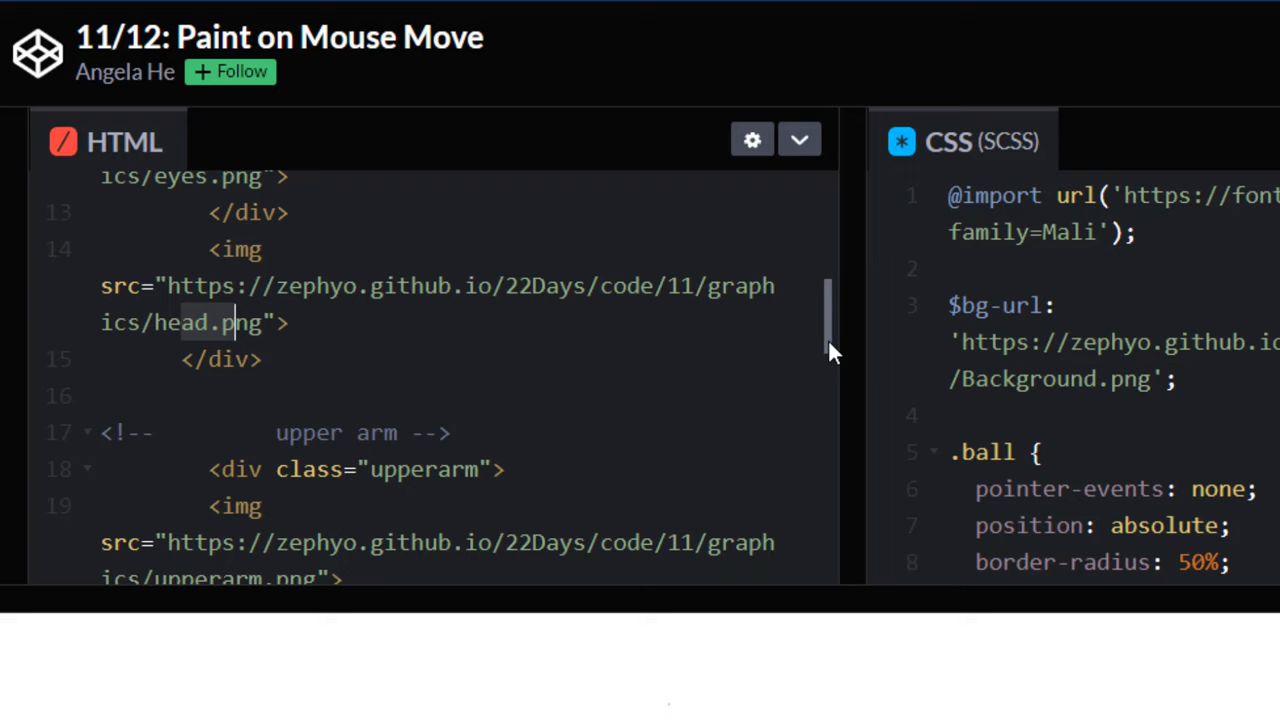 11/12: Paint on Mouse Move
Angela He + Follow
/ HTML
ics/eyes.png">
13 </div>
14 <img
src="https://zephyo.github.io/22Days/code/11/graph
ics/head.png">
15 </div>
16
17 <!-- upper arm -->
18 <div class="upperarm">
19 <img
src="https://zephyo.github.io/22Days/code/11/graph
ics/upperarm.png">
* CSS (SCSS)
1 @import url('https://font
family=Mali');
2
3 $bg-url:
'https://zephyo.github.io
/Background.png';
4
5 .ball {
6 pointer-events: none;
7 position: absolute;
8 border-radius: 50%;